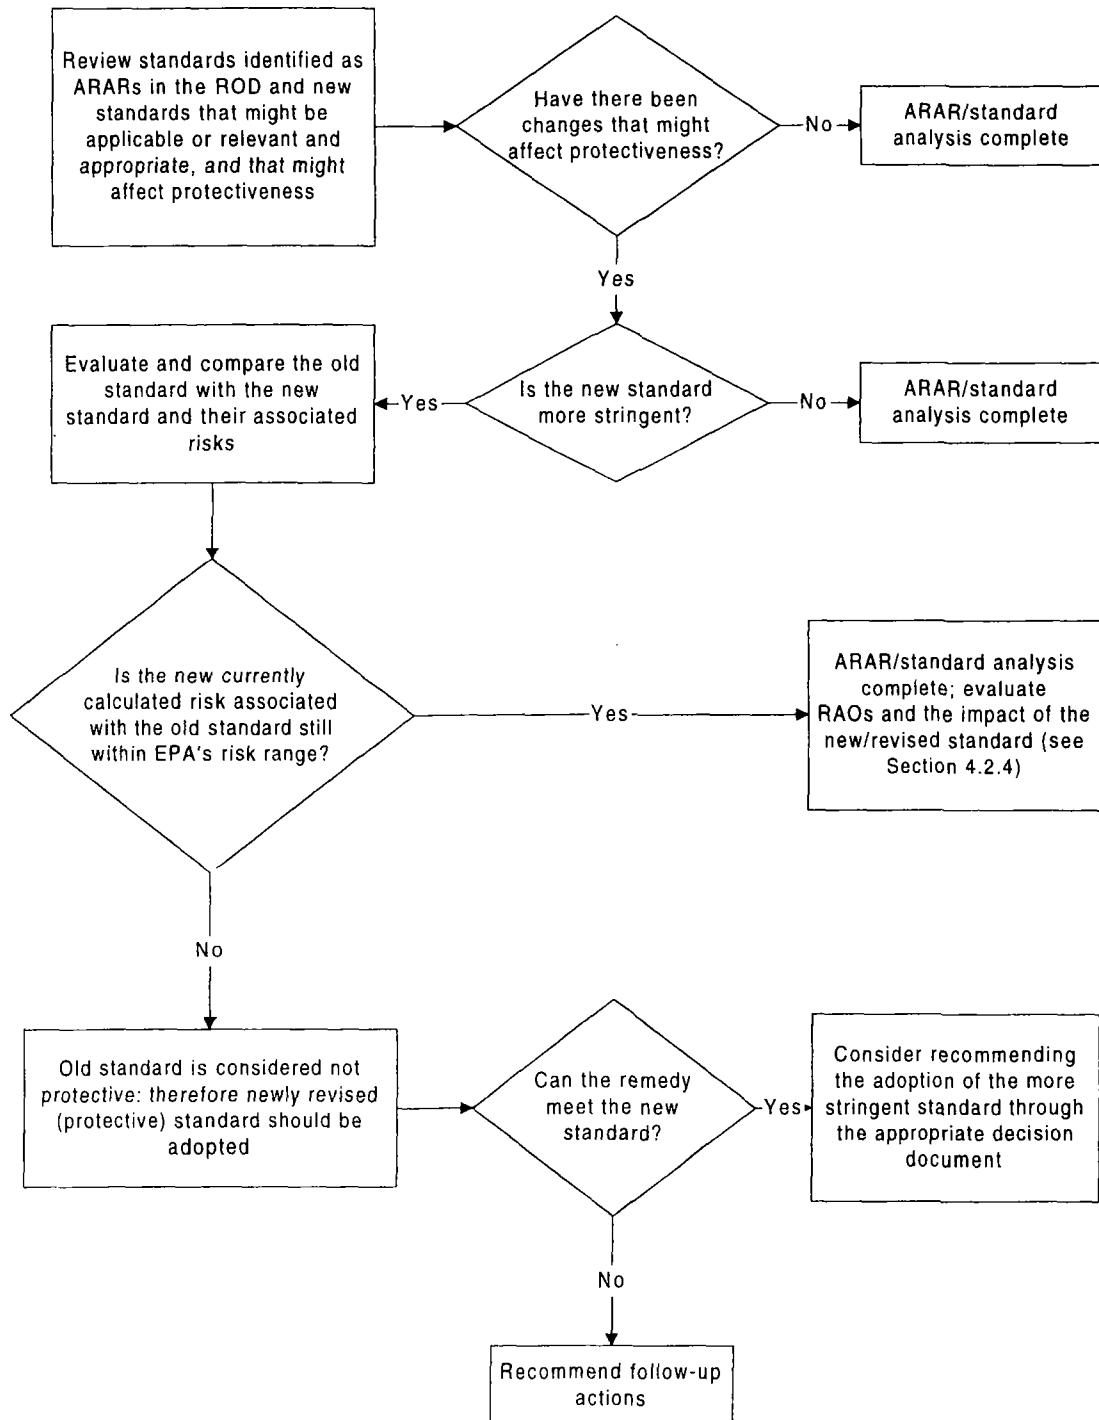 Review standards identified as
ARARs in the ROD and new
standards that might be
applicable or relevant and
appropriate, and that might
affect protectiveness
Have there been
changes that might
affect protectiveness?
No
ARAR/standard
analysis complete
Yes
Evaluate and compare the old
standard with the new
standard and their associated
risks
Yes
Is the new standard
more stringent?
No
ARAR/standard
analysis complete
Is the new currently
calculated risk associated
with the old standard still
within EPA's risk range?
Yes
ARAR/standard analysis
complete; evaluate
RAOs and the impact of the
new/revised standard (see
Section 4.2.4)
No
Old standard is considered not
protective: therefore newly revised
(protective) standard should be
adopted
Can the remedy
meet the new
standard?
Yes
Consider recommending
the adoption of the more
stringent standard through
the appropriate decision
document
No
Recommend follow-up
actions